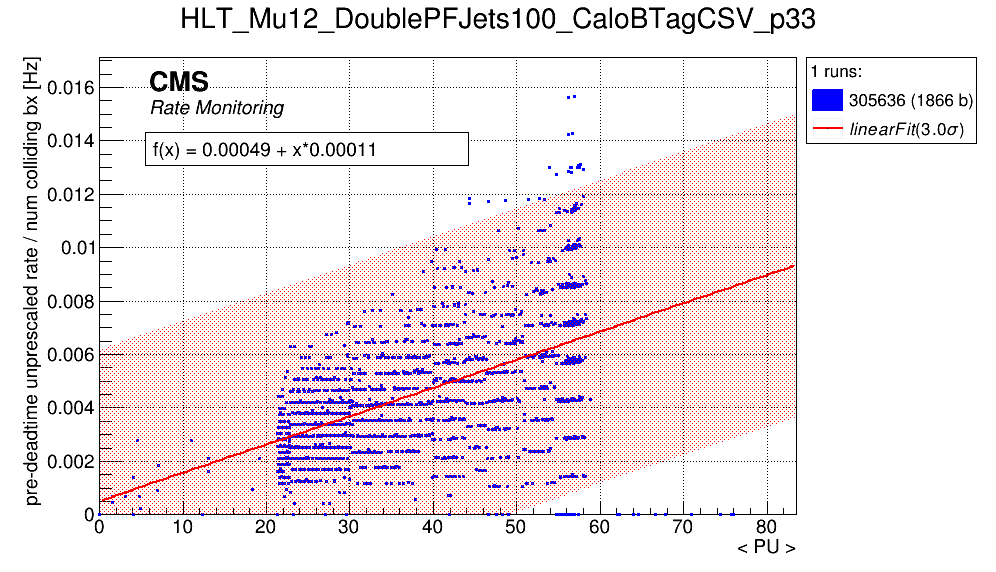 HLT_Mu12_DoublePFJets100_CaloBTagCSV_p33
pre-deadtime unprescaled rate / num colliding bx [Hz]
CMS
Rate Monitoring
f(x) = 0.00049 + x*0.00011
1 runs:
305636 (1866 b)
linearFit(3.0σ)
0.016
0.014
0.012
0.01
0.008
0.006
0.004
0.002
0
0 10 20 30 40 50 60 70 80
< PU >